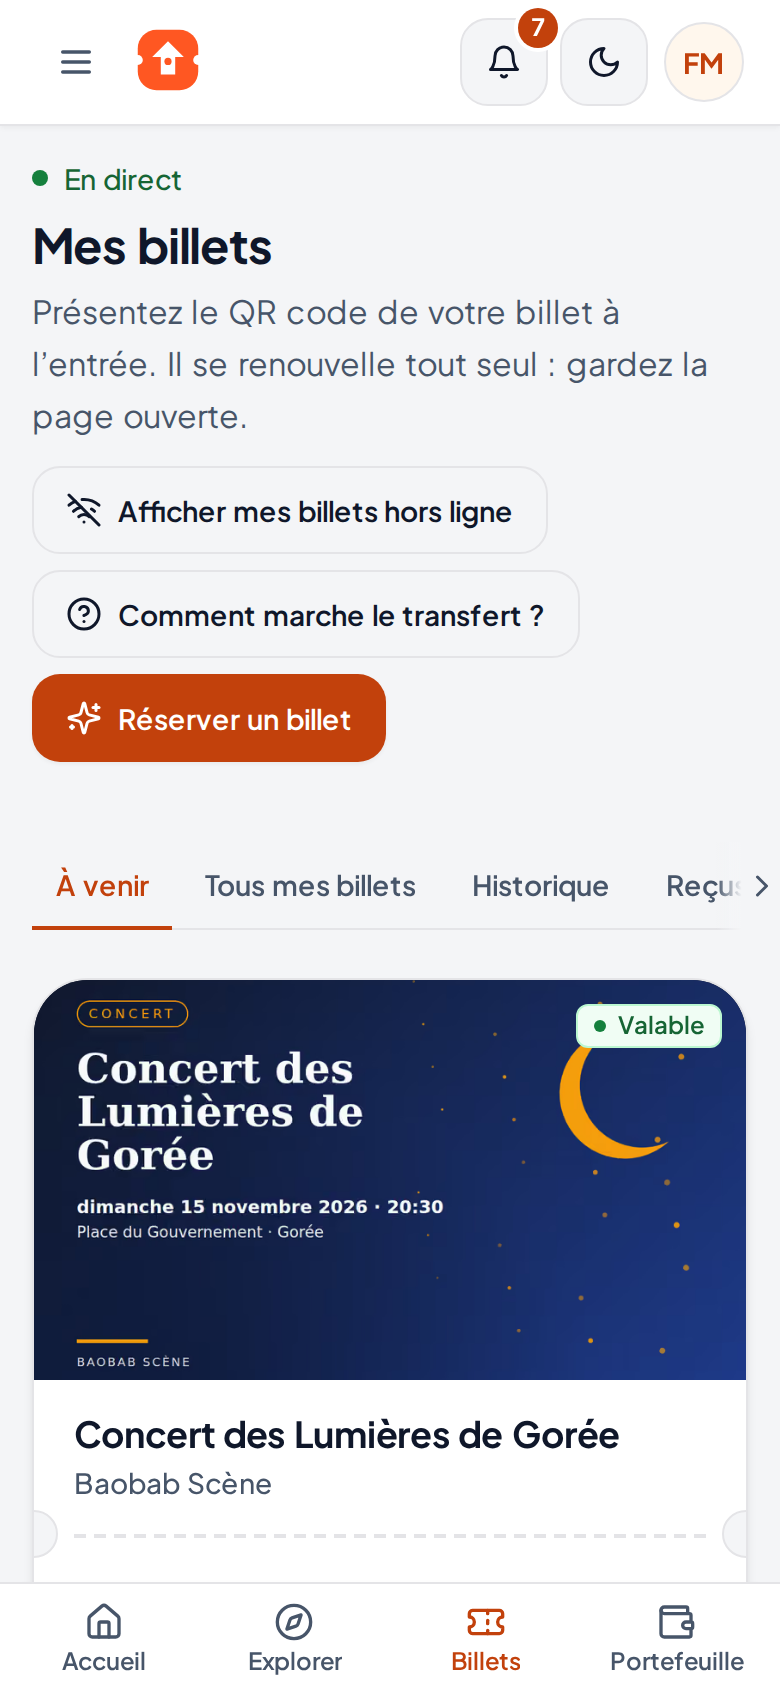 7
FM
En direct
Mes billets
Présentez le QR code de votre billet à
l’entrée. Il se renouvelle tout seul : gardez la
page ouverte.
Afficher mes billets hors ligne
Comment marche le transfert ?
Réserver un billet
À venir
Tous mes billets
Historique
Reçus
CONCERT
Valable
Concert des
Lumières de
Gorée
dimanche 15 novembre 2026 · 20:30
Place du Gouvernement · Gorée
BAOBAB SCÈNE
Concert des Lumières de Gorée
Baobab Scène
Accueil
Explorer
Billets
Portefeuille